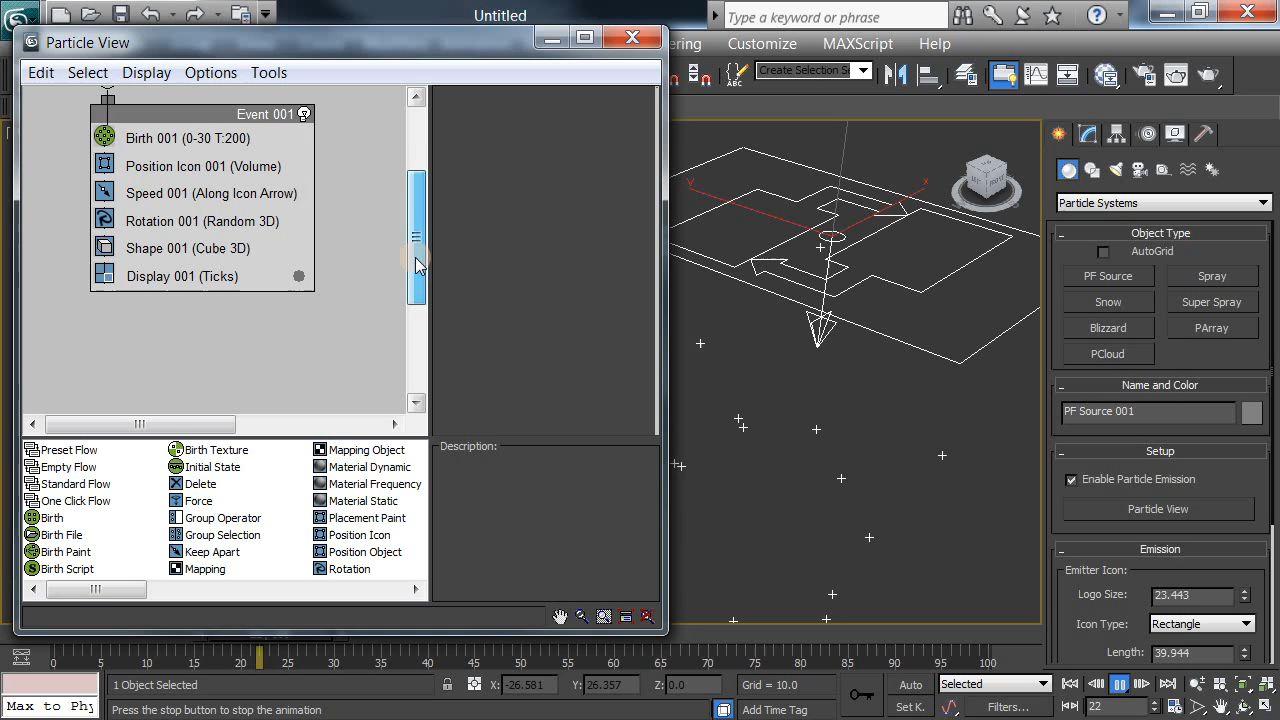 Untitled
Type a keyword or phrase
Particle View
ering Customize MAXScript Help
Edit Select Display Options Tools
Create Selection Se
ABC
Event 001
Birth 001 (0-30 T:200)
Position Icon 001 (Volume)
Speed 001 (Along Icon Arrow)
Rotation 001 (Random 3D)
Shape 001 (Cube 3D)
Display 001 (Ticks)
Particle Systems
Object Type
AutoGrid
PF Source Spray
Snow Super Spray
Blizzard PArray
PCloud
Name and Color
PF Source 001
Setup
Enable Particle Emission
Particle View
Emission
Emitter Icon:
Logo Size: 23.443
Icon Type: Rectangle
Length: 39.944
Preset Flow Birth Texture Mapping Object
Empty Flow Initial State Material Dynamic
Standard Flow Delete Material Frequency
One Click Flow Force Material Static
Birth Group Operator Placement Paint
Birth File Group Selection Position Icon
Birth Paint Keep Apart Position Object
Birth Script Mapping Rotation
Description:
0 5 10 15 20 25 30 35 40 45 50 55 60 65 70 75 80 85 90 95 100
1 Object Selected X: -26.581 Y: 26.357 Z: 0.0 Grid = 10.0 Auto Selected
Max to Phy Press the stop button to stop the animation Add Time Tag Set K. Filters... 22